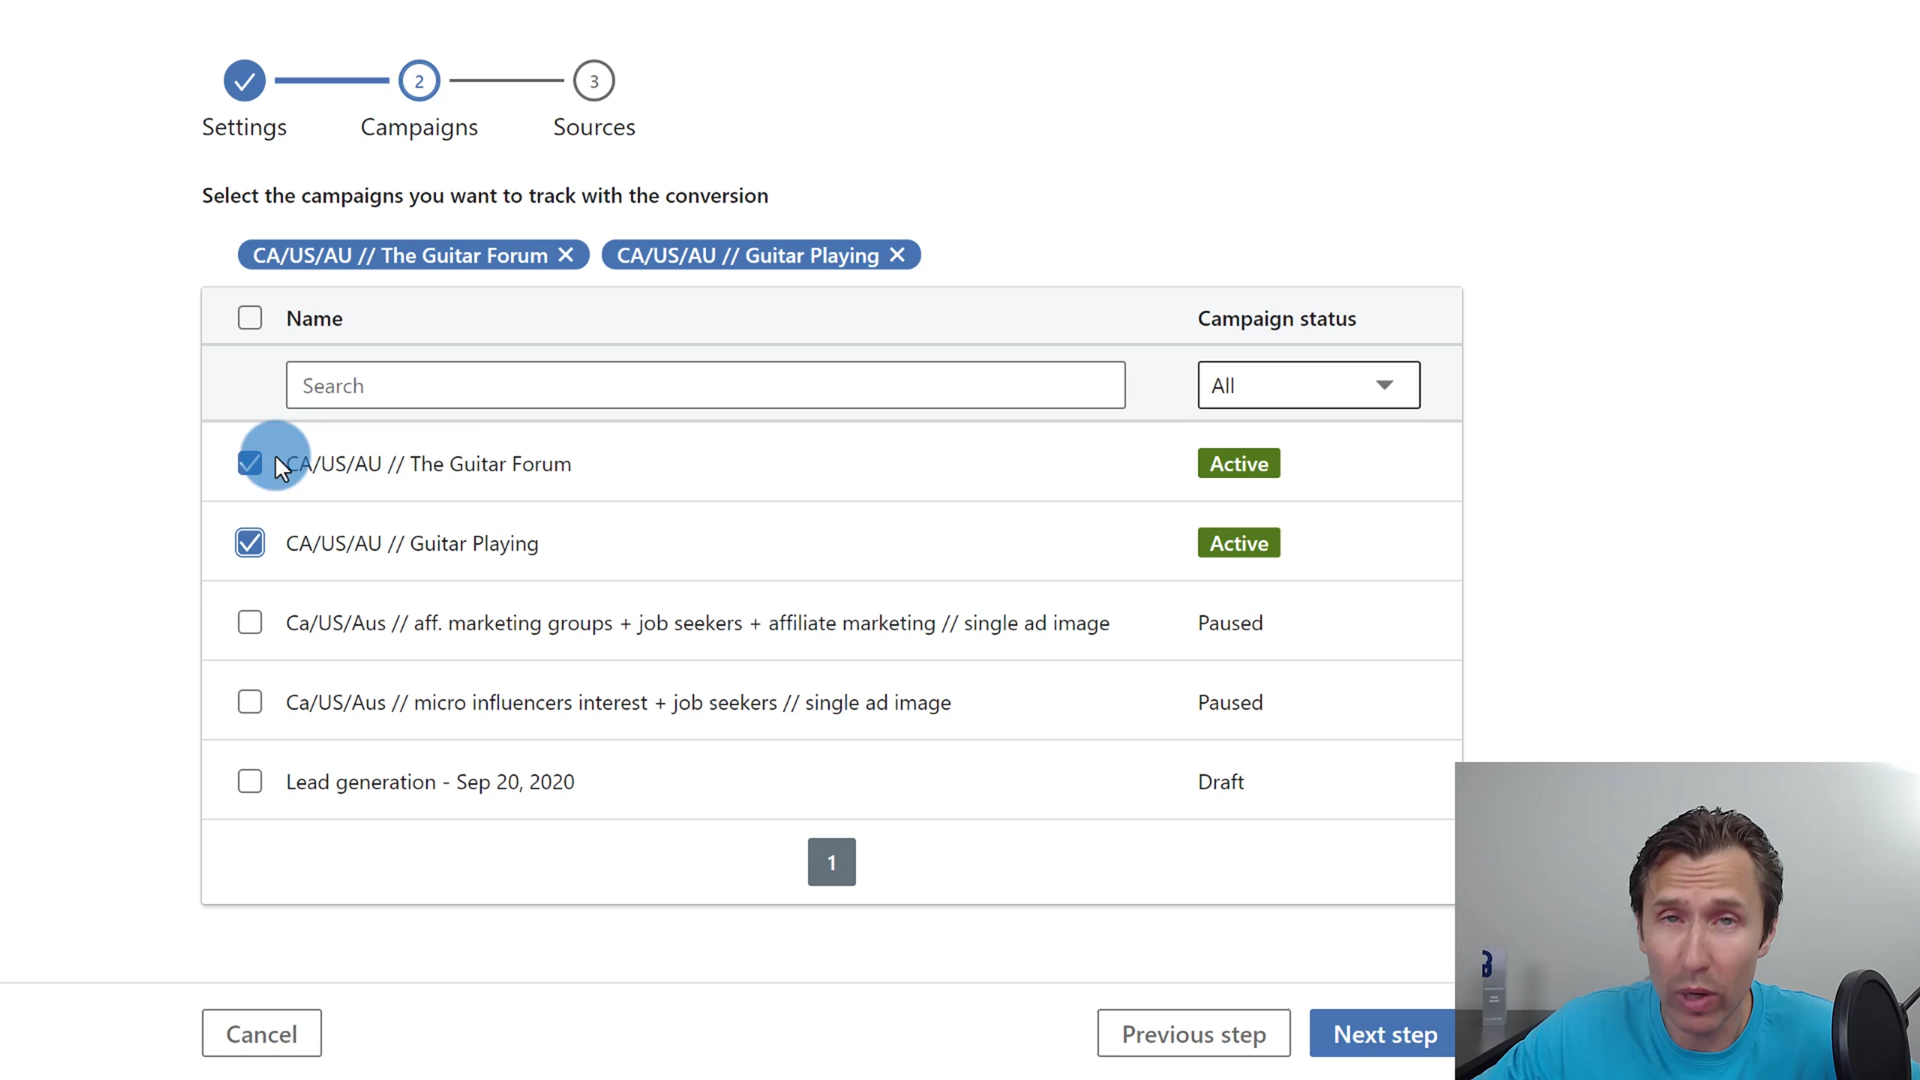 2 3
Settings Campaigns Sources
Select the campaigns you want to track with the conversion
CA/US/AU // The Guitar Forum CA/US/AU // Guitar Playing
Name Campaign status
Search All
CA/US/AU // The Guitar Forum Active
CA/US/AU // Guitar Playing Active
Ca/US/Aus // aff. marketing groups + job seekers + affiliate marketing // single ad image Paused
Ca/US/Aus // micro influencers interest + job seekers // single ad image Paused
Lead generation - Sep 20, 2020 Draft
1
Cancel Previous step Next step